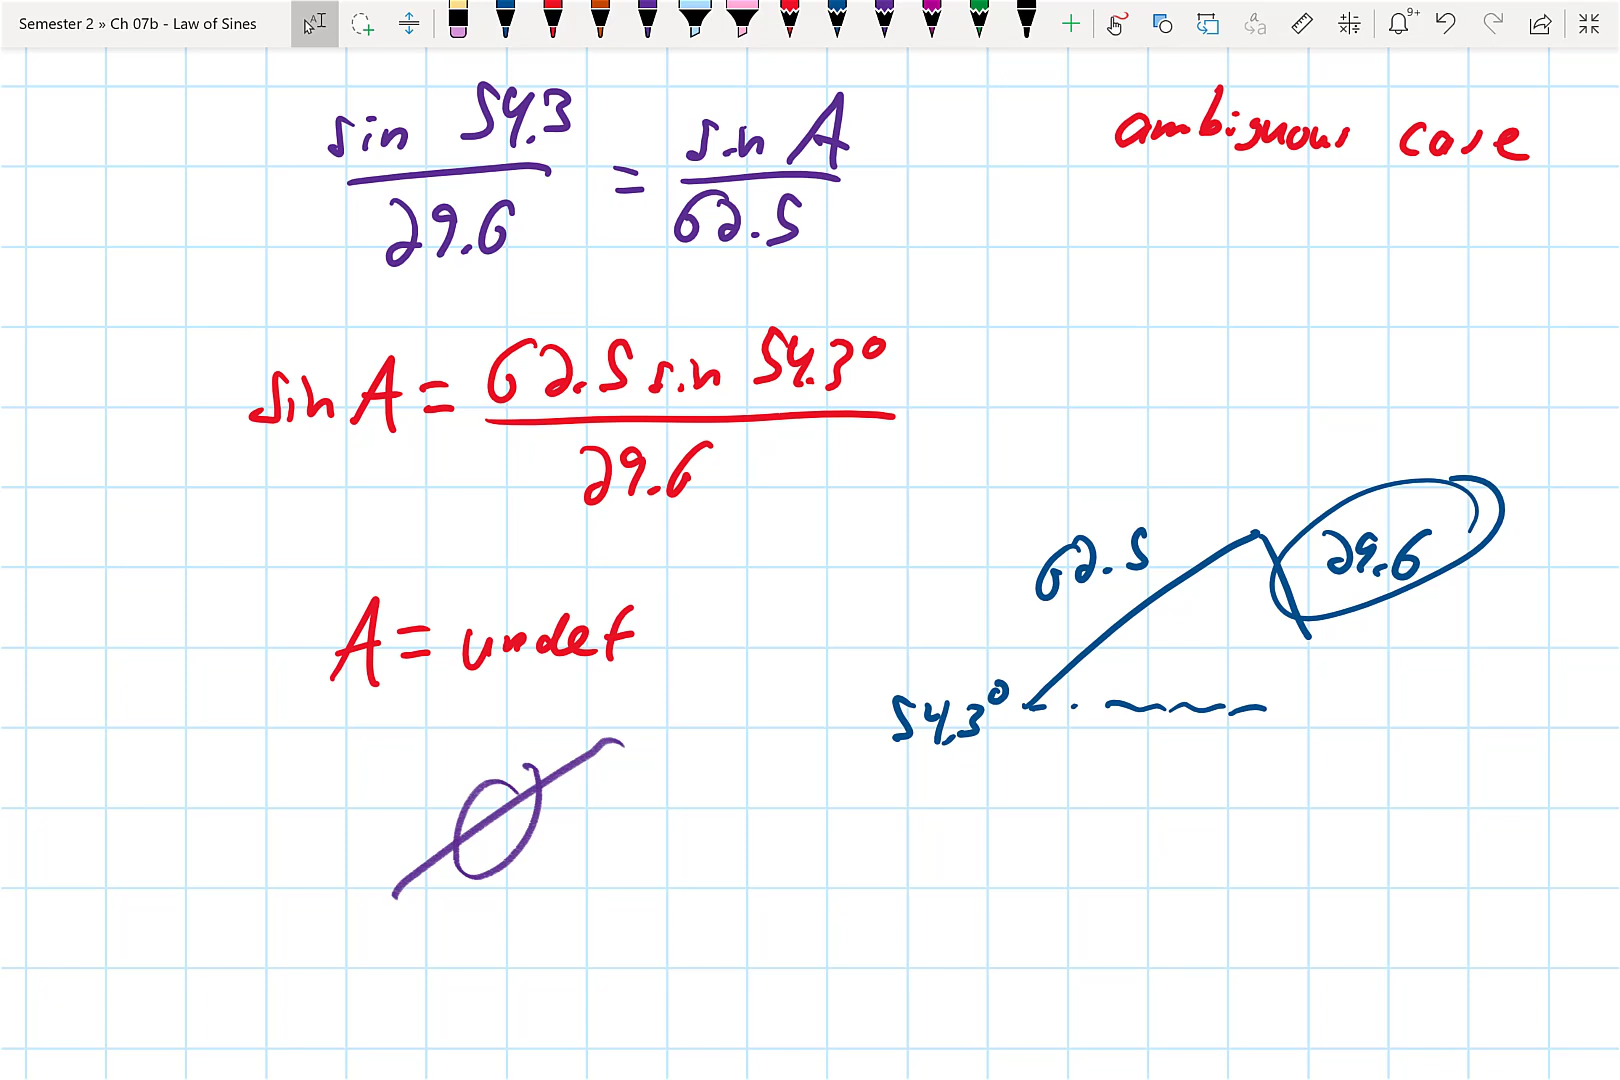 Semester 2 » Ch 07b - Law of Sines
9+
sin 54.3 / 29.6 = sin A / 62.5
ambiguous case
sin A = 62.5 sin 54.3° / 29.6
62.5
29.6
A = undef
54.3°
∅